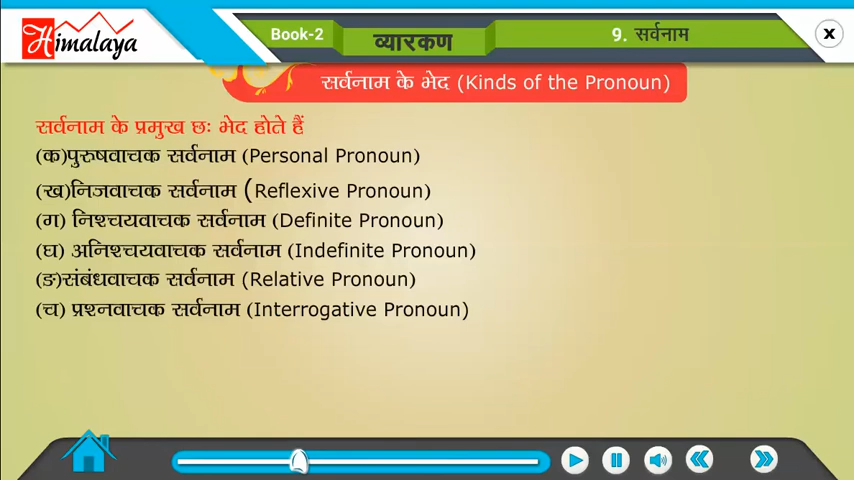 Himalaya
Book-2
व्यारकण
9. सर्वनाम
x
सर्वनाम के भेद (Kinds of the Pronoun)
सर्वनाम के प्रमुख छः भेद होते हैं
(क)पुरुषवाचक सर्वनाम (Personal Pronoun)
(ख)निजवाचक सर्वनाम (Reflexive Pronoun)
(ग) निश्चयवाचक सर्वनाम (Definite Pronoun)
(घ) अनिश्चयवाचक सर्वनाम (Indefinite Pronoun)
(ङ)संबंधवाचक सर्वनाम (Relative Pronoun)
(च) प्रश्नवाचक सर्वनाम (Interrogative Pronoun)